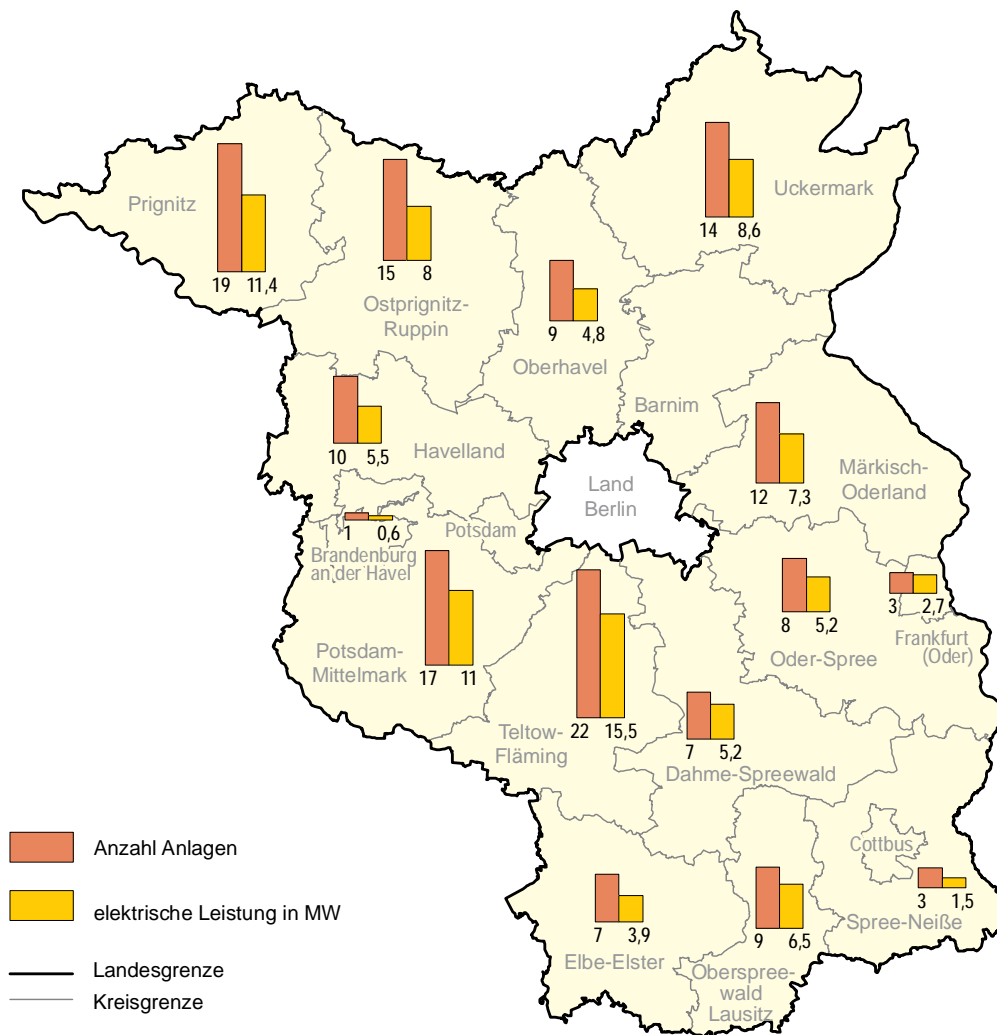 Prignitz
19 11,4
15 8
Ostprignitz-
Ruppin
9 4,8
Oberhavel
Uckermark
14 8,6
Barnim
10 5,5
Havelland
12 7,3
Märkisch-
Oderland
Land
Berlin
1 0,6
Brandenburg
an der Havel
Potsdam
Potsdam-
Mittelmark
17 11
Teltow-
Fläming
22 15,5
8 5,2
Oder-Spree
3 2,7
Frankfurt
(Oder)
7 5,2
Dahme-Spreewald
7 3,9
Elbe-Elster
9 6,5
Oberspree-
wald
Lausitz
Cottbus
3 1,5
Spree-Neiße
Anzahl Anlagen
elektrische Leistung in MW
Landesgrenze
Kreisgrenze